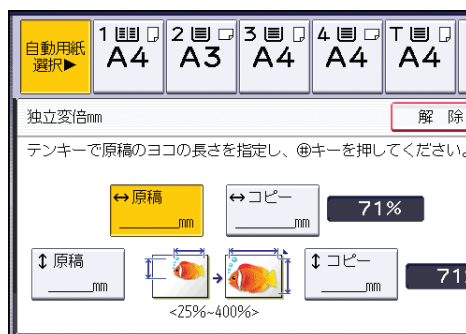 自動用紙
選択▶
1 A4
2 A3
3 A4
4 A4
T A4
独立変倍mm
解 除
テンキーで原稿のヨコの長さを指定し、㊉キーを押してください。
↔原稿
mm
↔コピー
mm
71%
↕ 原稿
mm
↕ コピー
mm
71
<25%~400%>